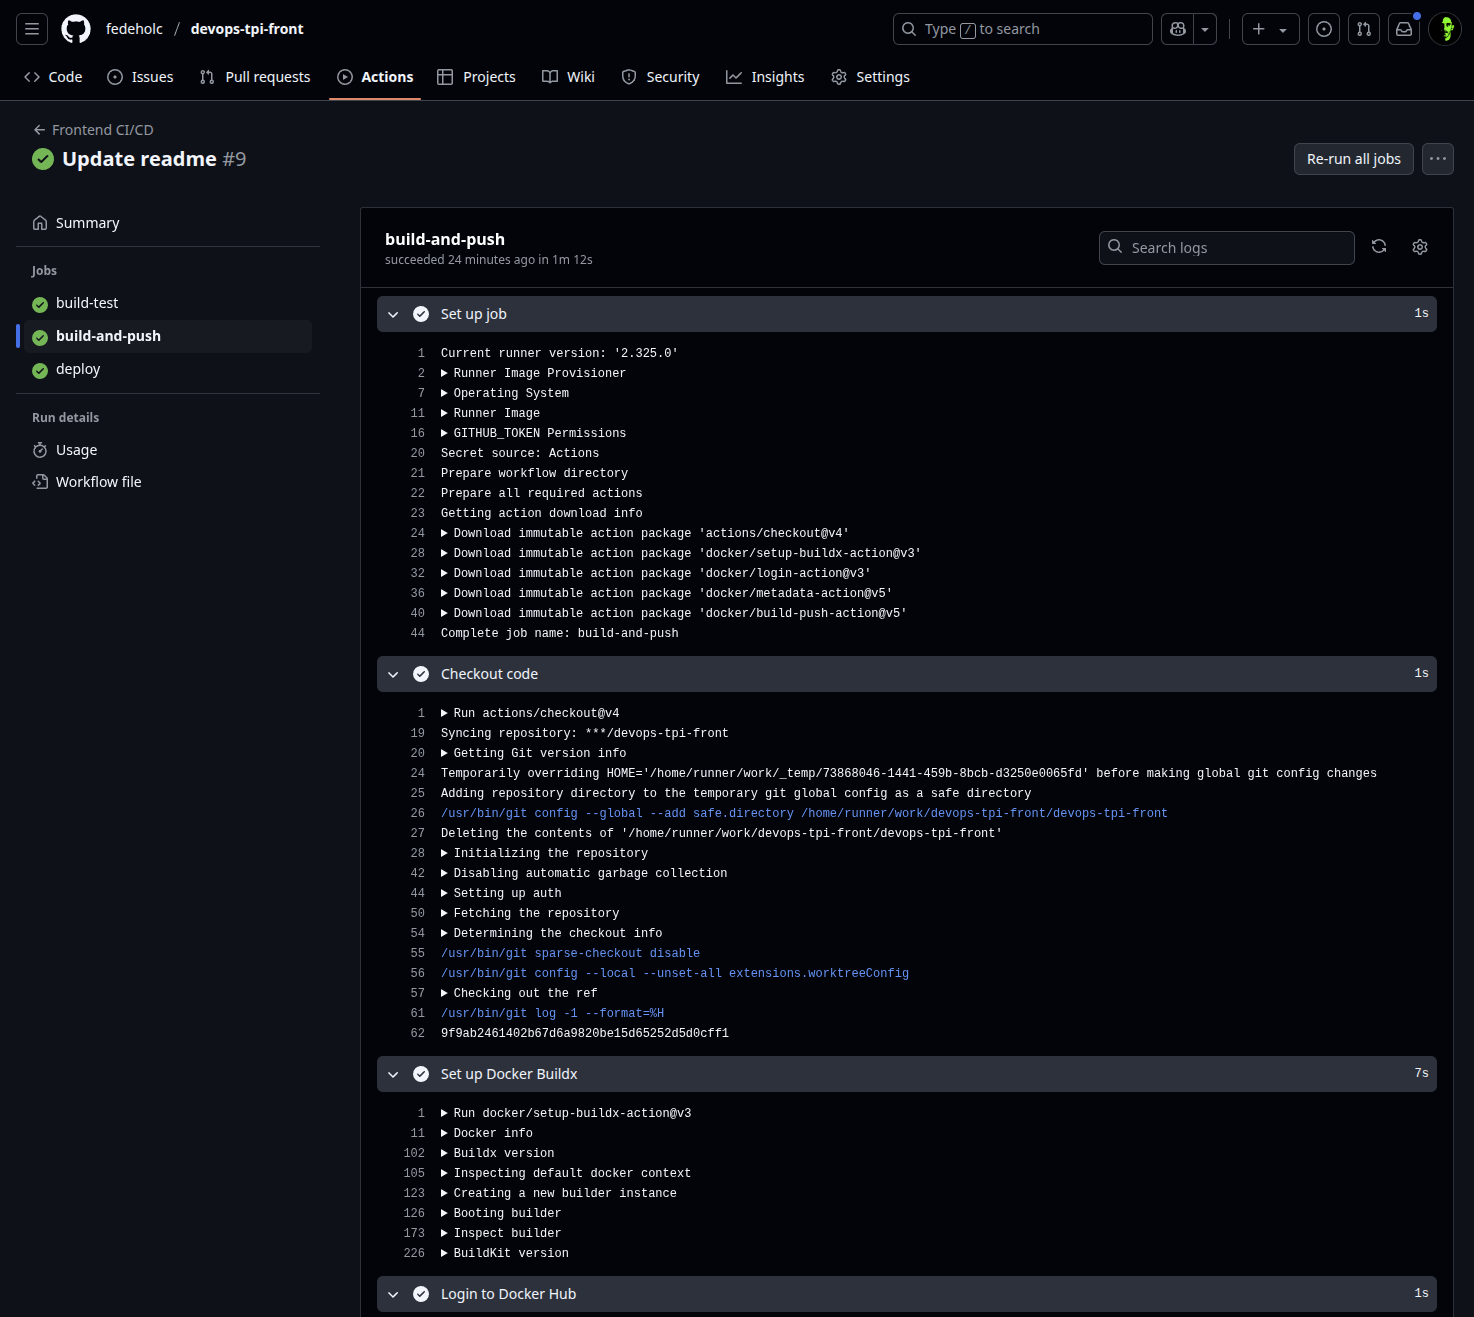 fedeholc / devops-tpi-front
Type / to search
Code
Issues
Pull requests
Actions
Projects
Wiki
Security
Insights
Settings
Frontend CI/CD
Update readme #9
Re-run all jobs
Summary
Jobs
build-test
build-and-push
deploy
Run details
Usage
Workflow file
build-and-push
succeeded 24 minutes ago in 1m 12s
Search logs
Set up job 1s
1 Current runner version: '2.325.0'
2 Runner Image Provisioner
7 Operating System
11 Runner Image
16 GITHUB_TOKEN Permissions
20 Secret source: Actions
21 Prepare workflow directory
22 Prepare all required actions
23 Getting action download info
24 Download immutable action package 'actions/checkout@v4'
28 Download immutable action package 'docker/setup-buildx-action@v3'
32 Download immutable action package 'docker/login-action@v3'
36 Download immutable action package 'docker/metadata-action@v5'
40 Download immutable action package 'docker/build-push-action@v5'
44 Complete job name: build-and-push
Checkout code 1s
1 Run actions/checkout@v4
19 Syncing repository: ***/devops-tpi-front
20 Getting Git version info
24 Temporarily overriding HOME='/home/runner/work/_temp/73868046-1441-459b-8bcb-d3250e0065fd' before making global git config changes
25 Adding repository directory to the temporary git global config as a safe directory
26 /usr/bin/git config --global --add safe.directory /home/runner/work/devops-tpi-front/devops-tpi-front
27 Deleting the contents of '/home/runner/work/devops-tpi-front/devops-tpi-front'
28 Initializing the repository
42 Disabling automatic garbage collection
44 Setting up auth
50 Fetching the repository
54 Determining the checkout info
55 /usr/bin/git sparse-checkout disable
56 /usr/bin/git config --local --unset-all extensions.worktreeConfig
57 Checking out the ref
61 /usr/bin/git log -1 --format=%H
62 9f9ab2461402b67d6a9820be15d65252d5d0cff1
Set up Docker Buildx 7s
1 Run docker/setup-buildx-action@v3
11 Docker info
102 Buildx version
105 Inspecting default docker context
123 Creating a new builder instance
126 Booting builder
173 Inspect builder
226 BuildKit version
Login to Docker Hub 1s